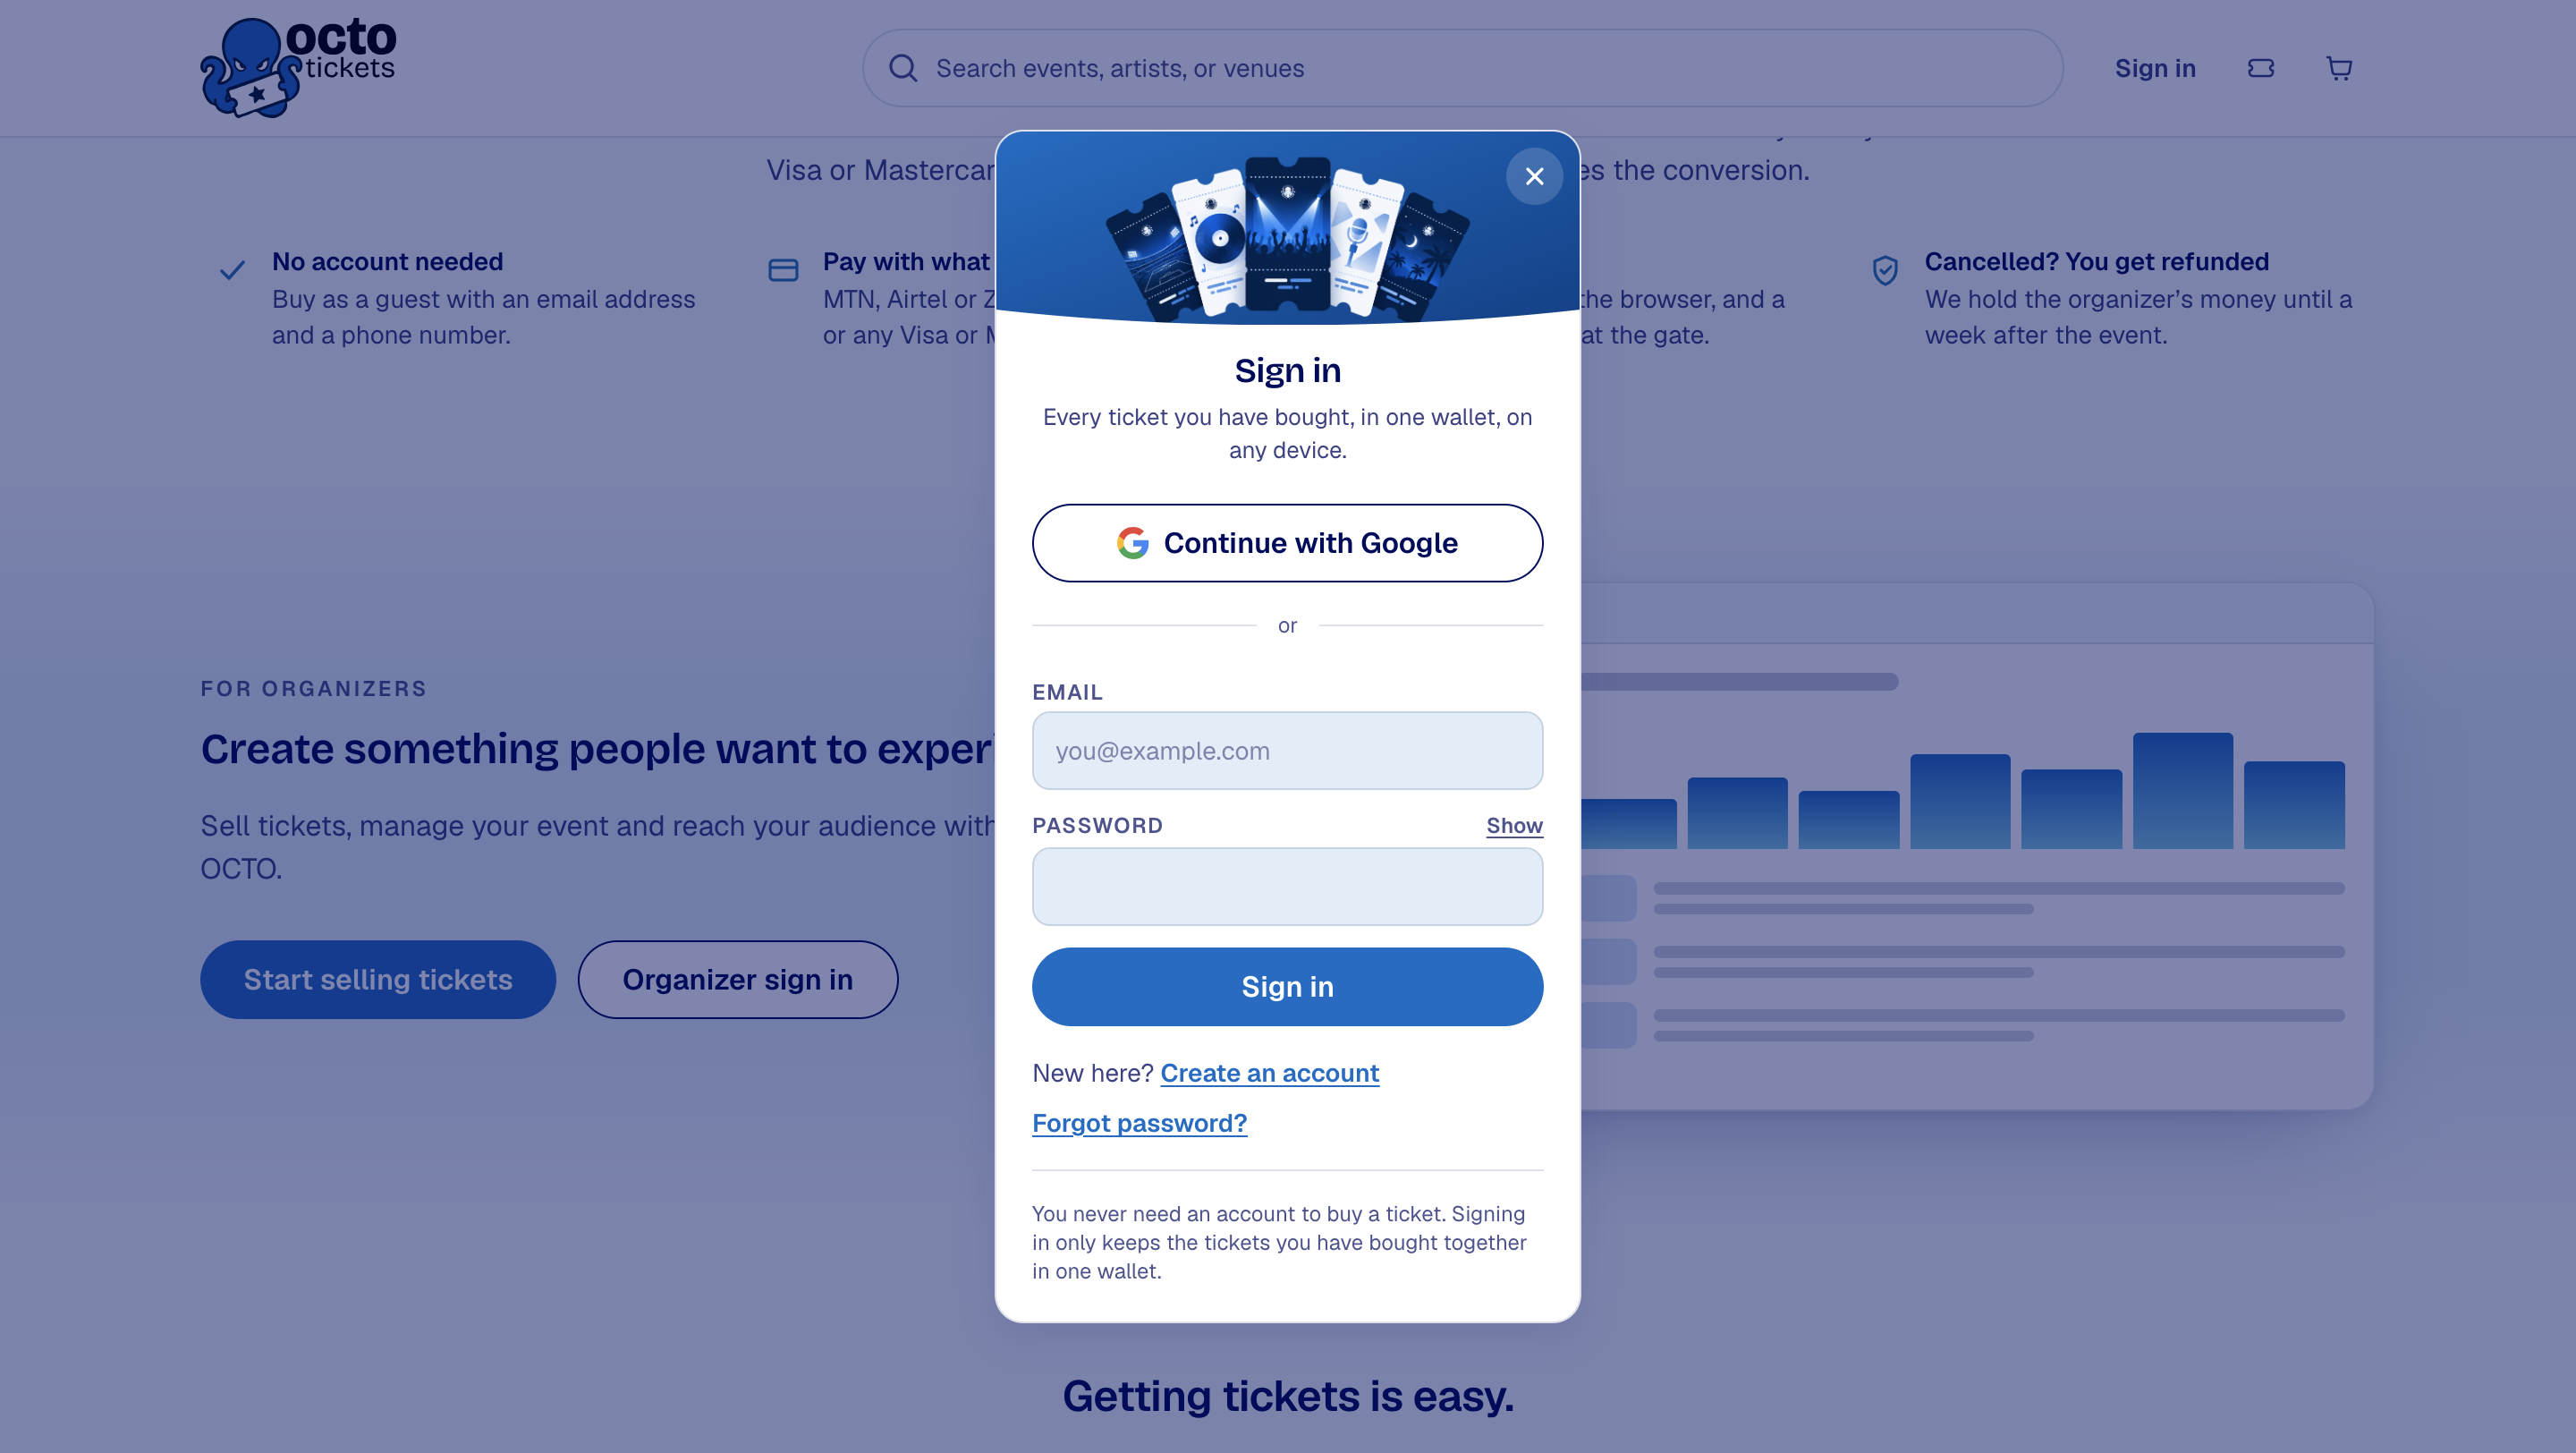 octo
tickets
Search events, artists, or venues
Sign in
Visa or Mastercar
es the conversion.
No account needed
Buy as a guest with an email address
and a phone number.
Pay with what
MTN, Airtel or Z
or any Visa or M
the browser, and a
at the gate.
Cancelled? You get refunded
We hold the organizer’s money until a
week after the event.
Sign in
Every ticket you have bought, in one wallet, on
any device.
Continue with Google
or
EMAIL
you@example.com
PASSWORD
Show
Sign in
New here? Create an account
Forgot password?
You never need an account to buy a ticket. Signing
in only keeps the tickets you have bought together
in one wallet.
FOR ORGANIZERS
Create something people want to experi
Sell tickets, manage your event and reach your audience with
OCTO.
Start selling tickets
Organizer sign in
Getting tickets is easy.